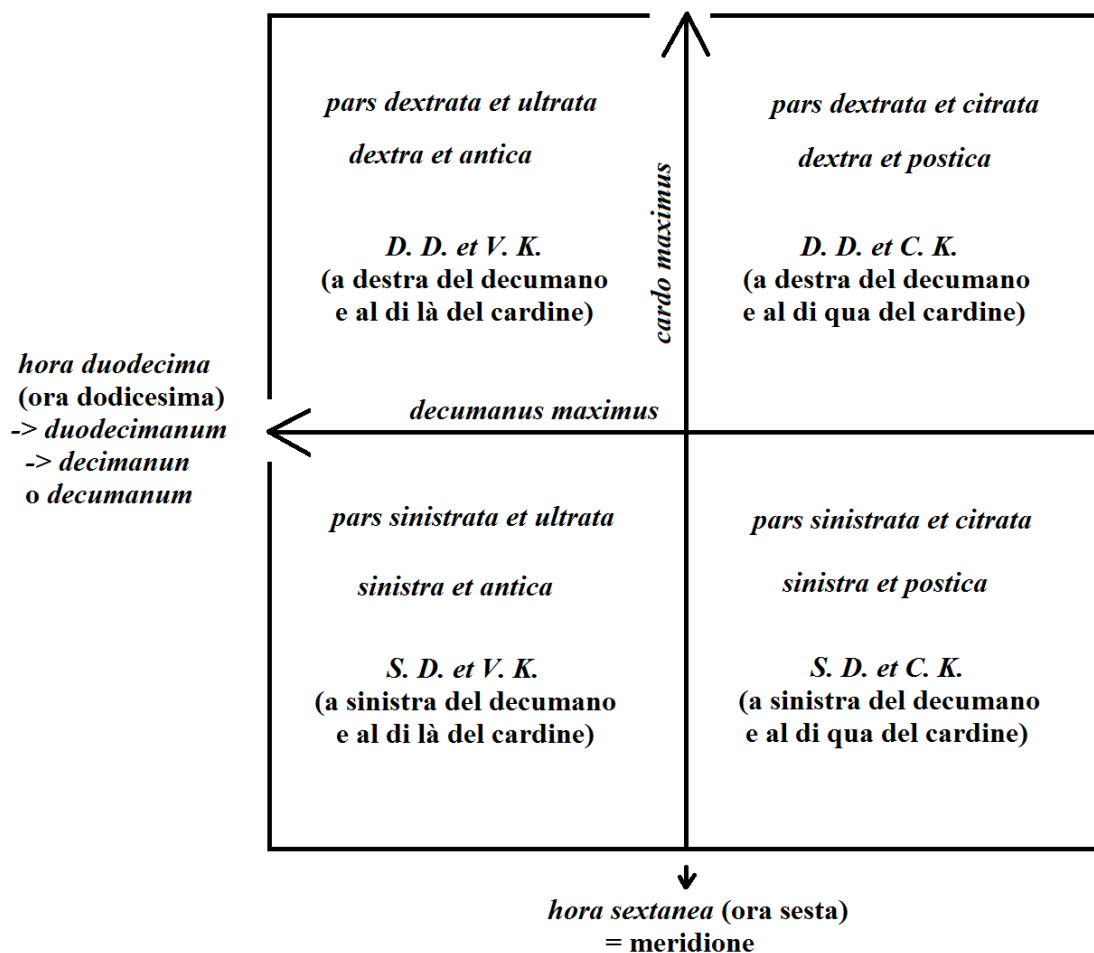 pars dextrata et ultrata
dextra et antica
D. D. et V. K.
(a destra del decumano
e al di là del cardine)
cardo maximus
pars dextrata et citrata
dextra et postica
D. D. et C. K.
(a destra del decumano
e al di qua del cardine)
hora duodecima
(ora dodicesima)
-> duodecimanum
-> decimanun
o decumanum
decumanus maximus
pars sinistrata et ultrata
sinistra et antica
S. D. et V. K.
(a sinistra del decumano
e al di là del cardine)
pars sinistrata et citrata
sinistra et postica
S. D. et C. K.
(a sinistra del decumano
e al di qua del cardine)
hora sextanea (ora sesta)
= meridione